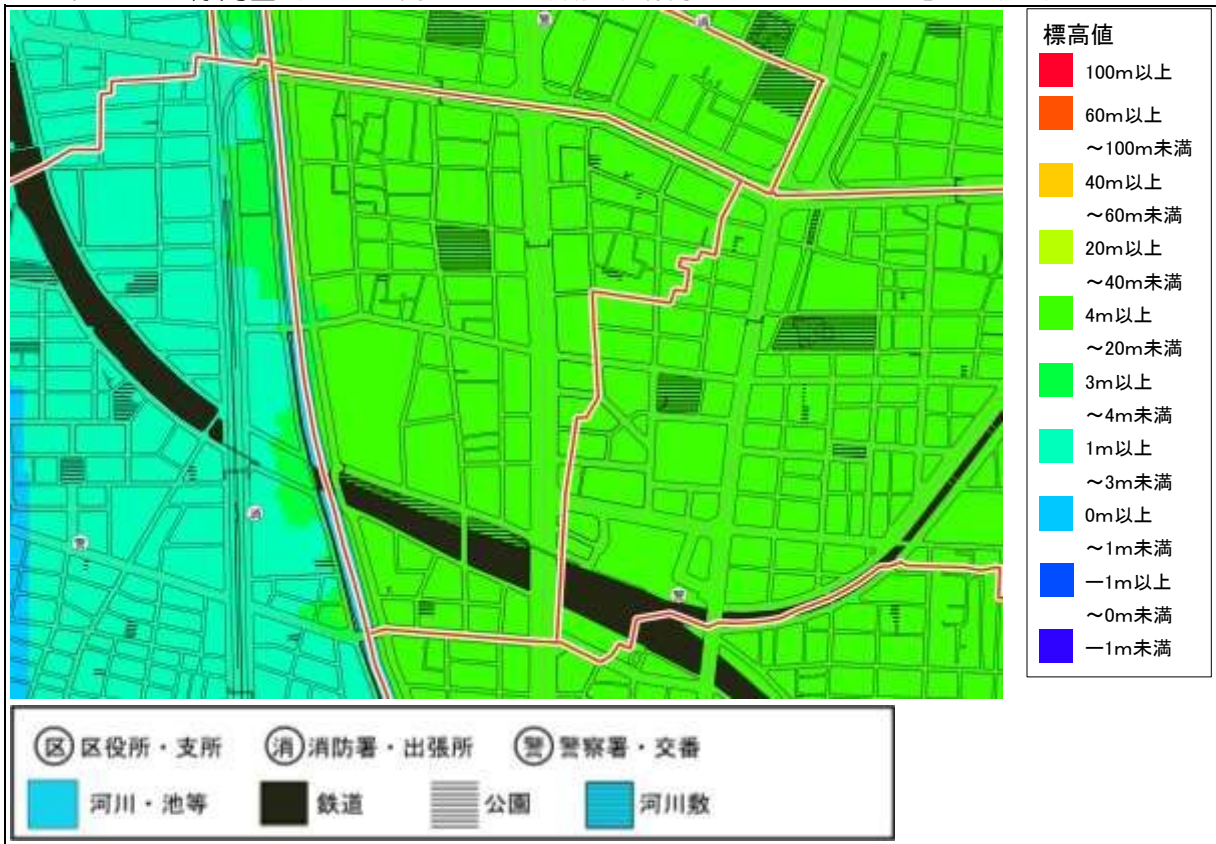 標高値
100m以上
60m以上
～100m未満
40m以上
～60m未満
20m以上
～40m未満
4m以上
～20m未満
3m以上
～4m未満
1m以上
～3m未満
0m以上
～1m未満
－1m以上
～0m未満
－1m未満
消
警
消
警
警
区 区役所・支所 消 消防署・出張所 警 警察署・交番
河川・池等 鉄道 公園 河川敷